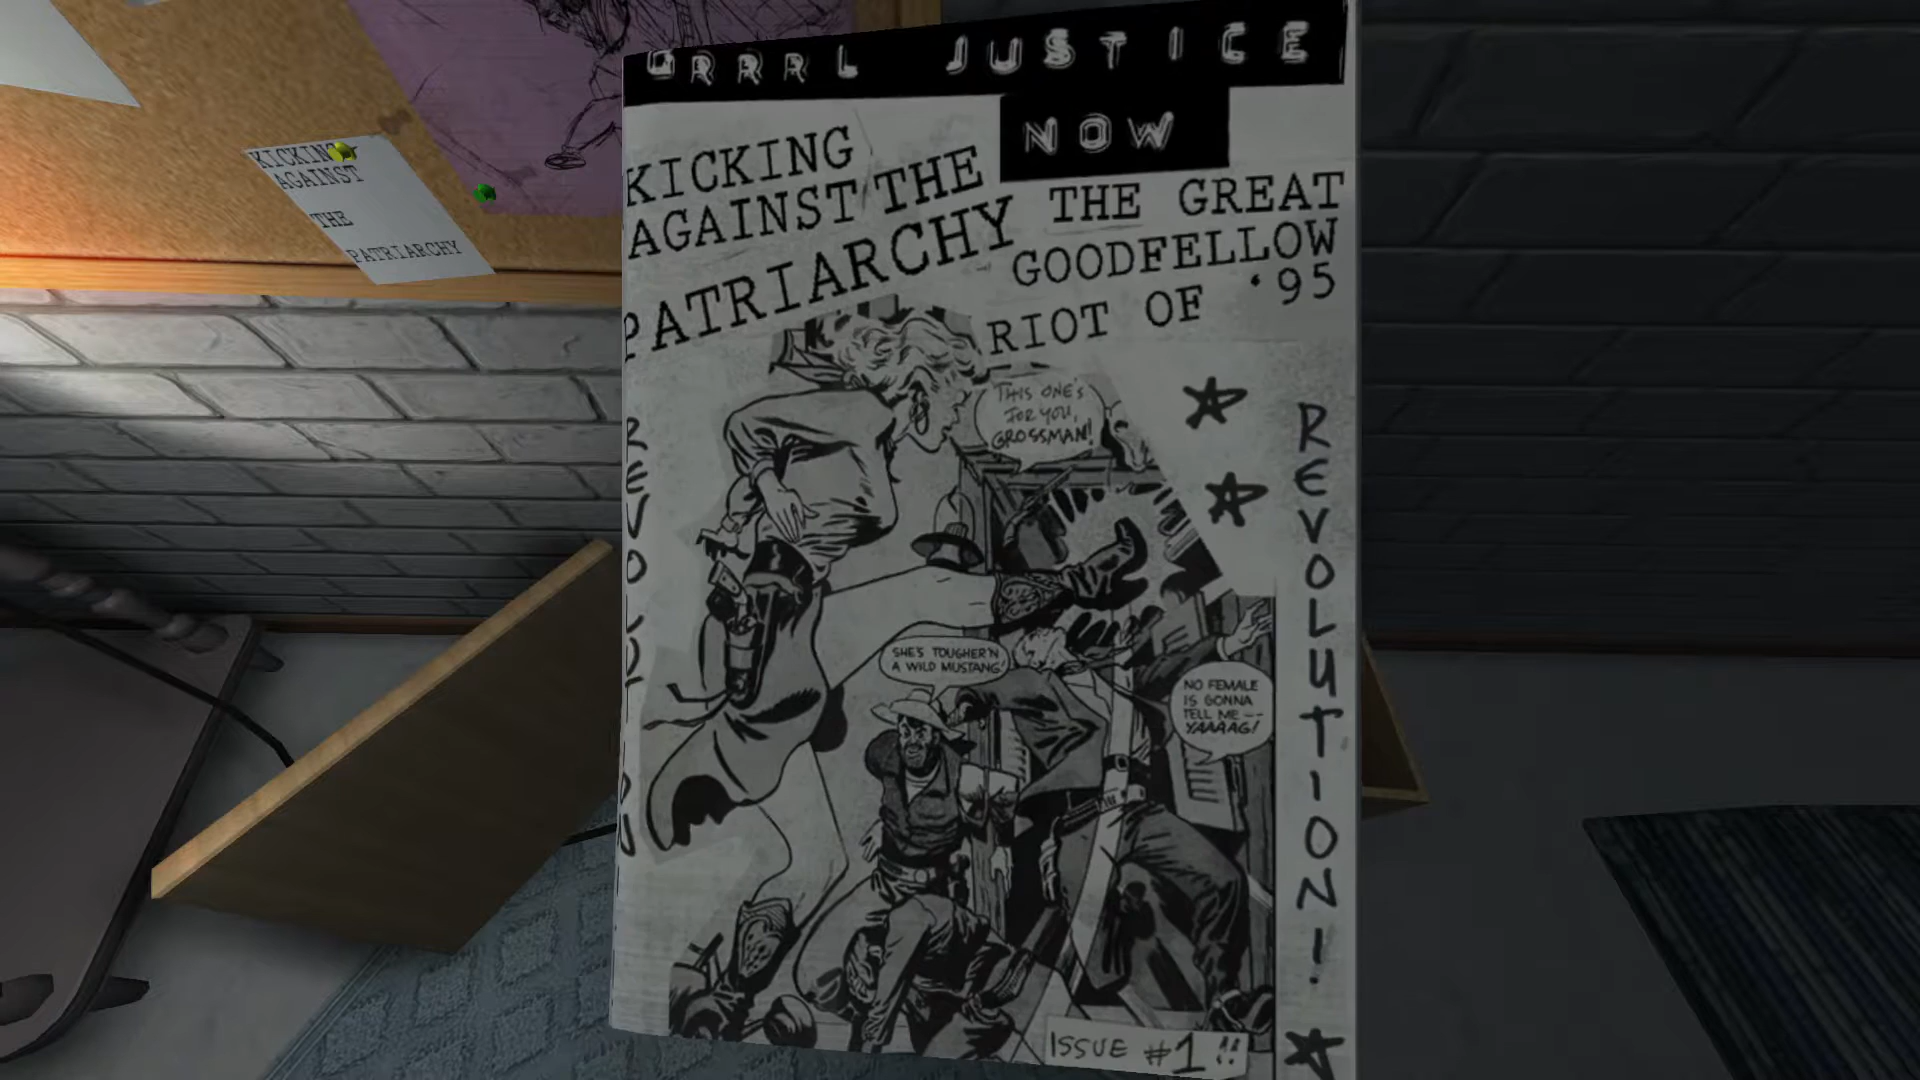 GRRRL JUSTICE
NOW
KICKING
AGAINST THE
PATRIARCHY
THE GREAT
GOODFELLOW
RIOT OF '95
THIS ONE'S
FOR YOU,
GROSSMAN!
SHE'S TOUGHER'N
A WILD MUSTANG!
NO FEMALE
IS GONNA
TELL ME--
YAAAAG!
REVOLUTION
REVOLUTION!
ISSUE #1!!
KICKING
AGAINST
THE
PATRIARCHY